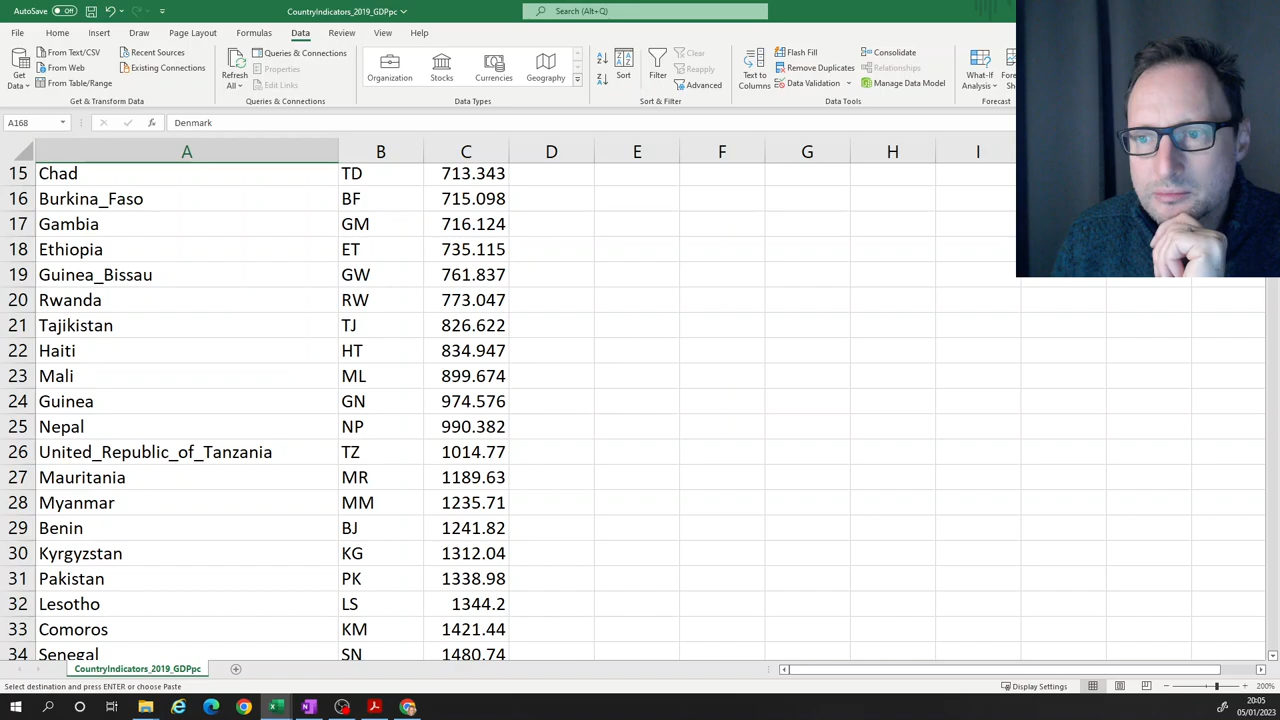 AutoSave Off CountryIndicators_2019_GDPpc Search (Alt+Q)
File Home Insert Draw Page Layout Formulas Data Review View Help
Get Data
From Text/CSV
From Web
From Table/Range
Recent Sources
Existing Connections
Get & Transform Data
Refresh All
Queries & Connections
Properties
Edit Links
Queries & Connections
Organization Stocks Currencies Geography
Data Types
Sort
Filter
Clear
Reapply
Advanced
Sort & Filter
Text to Columns
Flash Fill
Remove Duplicates
Data Validation
Consolidate
Relationships
Manage Data Model
Data Tools
What-If Analysis
Forecast
A168 fx Denmark
A B C D E F G H I
15 Chad TD 713.343
16 Burkina_Faso BF 715.098
17 Gambia GM 716.124
18 Ethiopia ET 735.115
19 Guinea_Bissau GW 761.837
20 Rwanda RW 773.047
21 Tajikistan TJ 826.622
22 Haiti HT 834.947
23 Mali ML 899.674
24 Guinea GN 974.576
25 Nepal NP 990.382
26 United_Republic_of_Tanzania TZ 1014.77
27 Mauritania MR 1189.63
28 Myanmar MM 1235.71
29 Benin BJ 1241.82
30 Kyrgyzstan KG 1312.04
31 Pakistan PK 1338.98
32 Lesotho LS 1344.2
33 Comoros KM 1421.44
34 Senegal SN 1480.74
CountryIndicators_2019_GDPpc
Select destination and press ENTER or choose Paste Display Settings 200%
20:05
05/01/2023